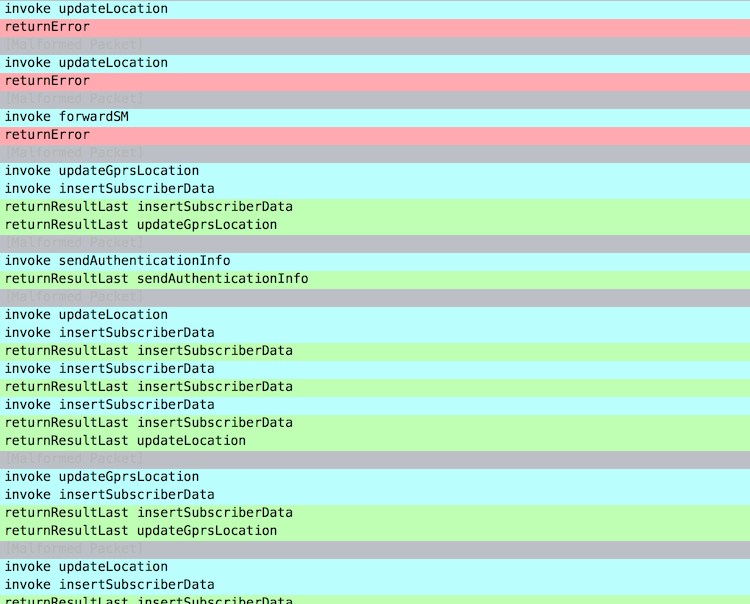 invoke updateLocation
returnError
[Malformed Packet]
invoke updateLocation
returnError
[Malformed Packet]
invoke forwardSM
returnError
[Malformed Packet]
invoke updateGprsLocation
invoke insertSubscriberData
returnResultLast insertSubscriberData
returnResultLast updateGprsLocation
[Malformed Packet]
invoke sendAuthenticationInfo
returnResultLast sendAuthenticationInfo
[Malformed Packet]
invoke updateLocation
invoke insertSubscriberData
returnResultLast insertSubscriberData
invoke insertSubscriberData
returnResultLast insertSubscriberData
invoke insertSubscriberData
returnResultLast insertSubscriberData
returnResultLast updateLocation
[Malformed Packet]
invoke updateGprsLocation
invoke insertSubscriberData
returnResultLast insertSubscriberData
returnResultLast updateGprsLocation
[Malformed Packet]
invoke updateLocation
invoke insertSubscriberData
returnResultLast insertSubscriberData